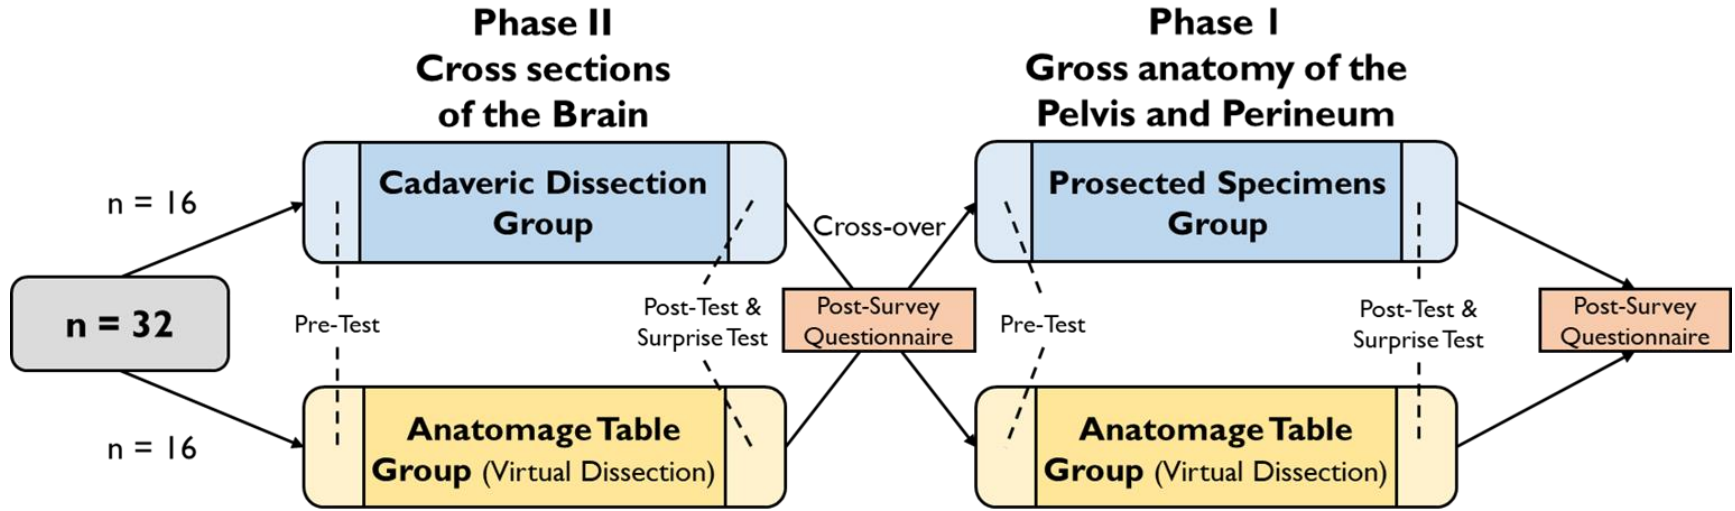 Phase II
Cross sections
of the Brain
Phase I
Gross anatomy of the
Pelvis and Perineum
n = 16
n = 32
n = 16
Pre-Test
Cadaveric Dissection
Group
Post-Test &
Surprise Test
Anatomage Table
Group (Virtual Dissection)
Cross-over
Post-Survey
Questionnaire
Pre-Test
Prosected Specimens
Group
Post-Test &
Surprise Test
Anatomage Table
Group (Virtual Dissection)
Post-Survey
Questionnaire